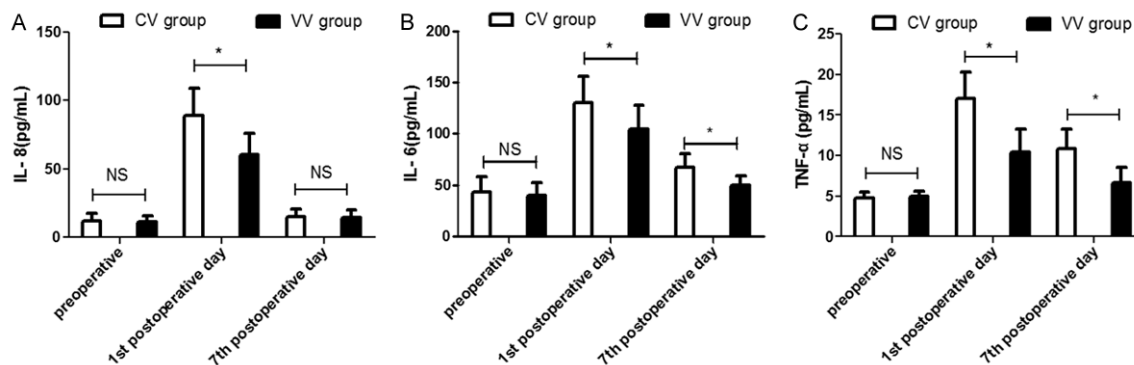 A
CV group
VV group
IL- 8(pg/mL)
150
100
50
0
NS
*
NS
preoperative
1st postoperative day
7th postoperative day
B
CV group
VV group
IL- 6(pg/mL)
200
150
100
50
0
NS
*
*
preoperative
1st postoperative day
7th postoperative day
C
CV group
VV group
TNF-α (pg/mL)
25
20
15
10
5
0
NS
*
*
preoperative
1st postoperative day
7th postoperative day